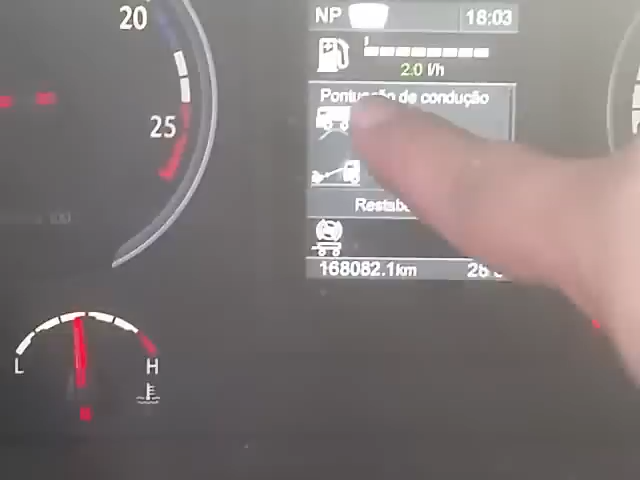 20
25
NP
18:03
2.0 l/h
Pontuação de condução
168082.1km
L
H